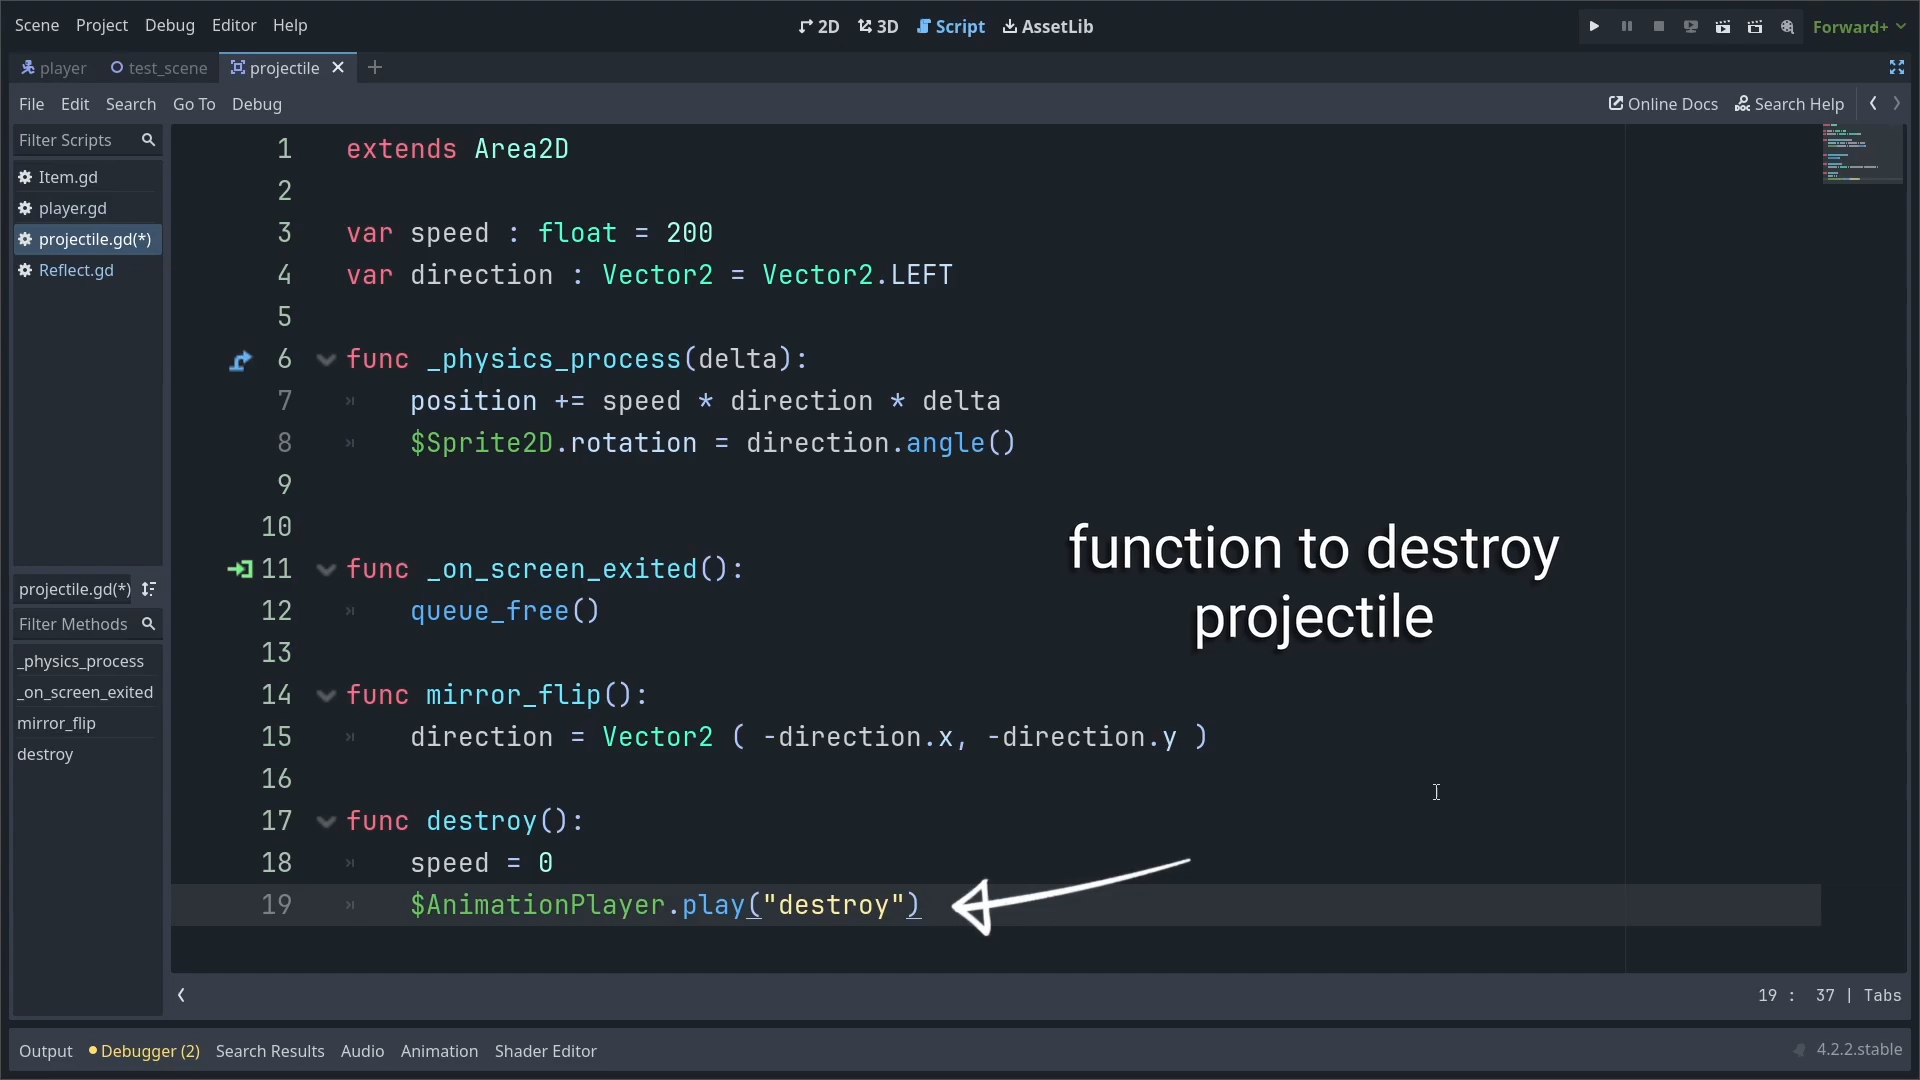 Scene Project Debug Editor Help
2D 3D Script AssetLib
Forward+
player test_scene projectile
File Edit Search Go To Debug
Online Docs Search Help
Filter Scripts
Item.gd
player.gd
projectile.gd(*)
Reflect.gd
projectile.gd(*)
Filter Methods
_physics_process
_on_screen_exited
mirror_flip
destroy
1 extends Area2D
2
3 var speed : float = 200
4 var direction : Vector2 = Vector2.LEFT
5
6 func _physics_process(delta):
7 position += speed * direction * delta
8 $Sprite2D.rotation = direction.angle()
9
10
11 func _on_screen_exited():
12 queue_free()
13
14 func mirror_flip():
15 direction = Vector2 ( -direction.x, -direction.y )
16
17 func destroy():
18 speed = 0
19 $AnimationPlayer.play("destroy")
function to destroy
projectile
19 : 37 | Tabs
Output Debugger (2) Search Results Audio Animation Shader Editor
4.2.2.stable